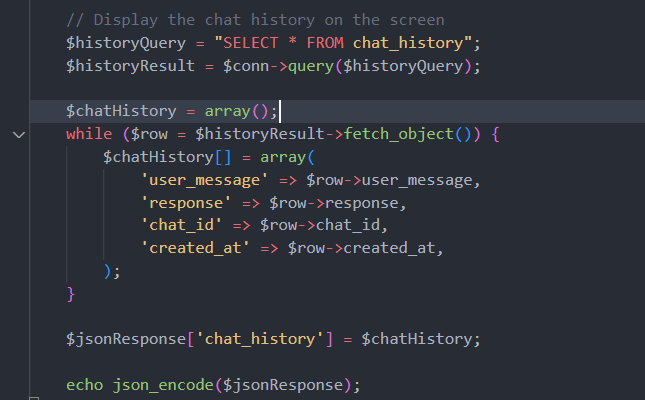 // Display the chat history on the screen
$historyQuery = "SELECT * FROM chat_history";
$historyResult = $conn->query($historyQuery);
$chatHistory = array();
while ($row = $historyResult->fetch_object()) {
$chatHistory[] = array(
'user_message' => $row->user_message,
'response' => $row->response,
'chat_id' => $row->chat_id,
'created_at' => $row->created_at,
);
}
$jsonResponse['chat_history'] = $chatHistory;
echo json_encode($jsonResponse);